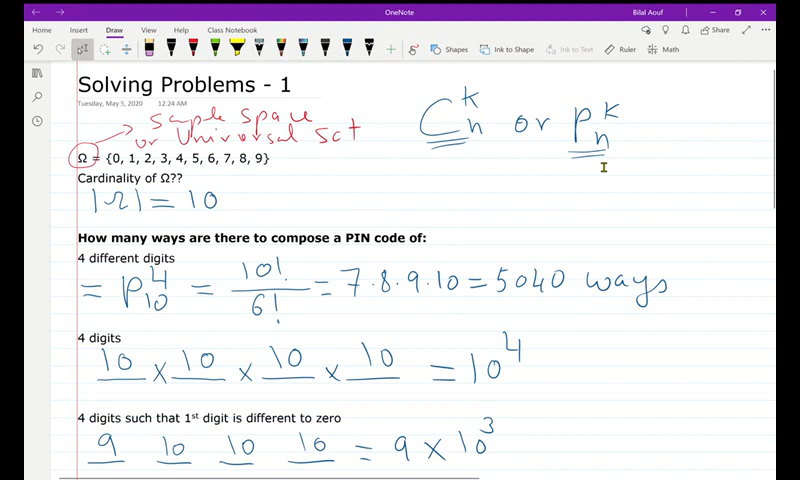 OneNote
Bilal Aouf
Home Insert Draw View Help Class Notebook
Share
Shapes Ink to Shape Ink to Text Ruler Math
Solving Problems - 1
Tuesday, May 5, 2020 12:24 AM
C_n^k or P_n^k
Sample space
or Universal Set
Ω = {0, 1, 2, 3, 4, 5, 6, 7, 8, 9}
Cardinality of Ω??
|Ω| = 10
How many ways are there to compose a PIN code of:
4 different digits
= P_10^4 = 10!/6! = 7.8.9.10 = 5040 ways
4 digits
10 × 10 × 10 × 10 = 10^4
4 digits such that 1st digit is different to zero
9 10 10 10 = 9 × 10^3